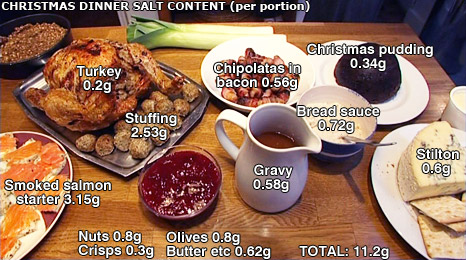 CHRISTMAS DINNER SALT CONTENT (per portion)
Turkey
0.2g
Chipolatas in
bacon 0.56g
Christmas pudding
0.34g
Stuffing
2.53g
Bread sauce
0.72g
Gravy
0.58g
Stilton
0.6g
Smoked salmon
starter 3.15g
Nuts 0.8g
Crisps 0.3g
Olives 0.8g
Butter etc 0.62g
TOTAL: 11.2g